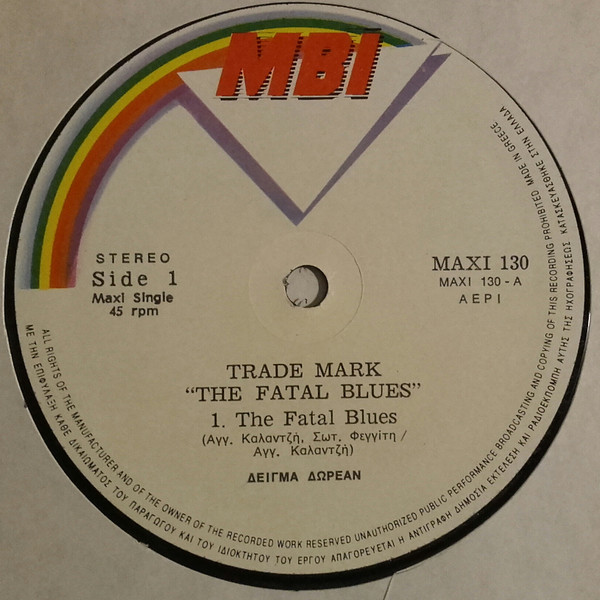 MBI
STEREO
Side 1
Maxi Single
45 rpm
MAXI 130
MAXI 130 - A
ΑΕΡΙ
TRADE MARK
“THE FATAL BLUES”
1. The Fatal Blues
(Αγγ. Καλαντζή, Σωτ. Φεγγίτη /
Αγγ. Καλαντζή)
ΔΕΙΓΜΑ ΔΩΡΕΑΝ
ALL RIGHTS OF THE MANUFACTURER AND OF THE OWNER OF THE RECORDED WORK RESERVED UNAUTHORIZED PUBLIC PERFORMANCE BROADCASTING AND COPYING OF THIS RECORDING PROHIBITED MADE IN GREECE
ΜΕ ΤΗΝ ΕΠΙΦΥΛΑΞΗ ΚΑΘΕ ΔΙΚΑΙΩΜΑΤΟΣ ΤΟΥ ΠΑΡΑΓΩΓΟΥ ΚΑΙ ΤΟΥ ΙΔΙΟΚΤΗΤΟΥ ΤΟΥ ΕΡΓΟΥ ΑΠΑΓΟΡΕΥΕΤΑΙ Η ΑΝΤΙΓΡΑΦΗ ΔΗΜΟΣΙΑ ΕΚΤΕΛΕΣΗ ΚΑΙ ΡΑΔΙΟΕΚΠΟΜΠΗ ΑΥΤΗΣ ΤΗΣ ΗΧΟΓΡΑΦΗΣΕΩΣ ΚΑΤΑΣΚΕΥΑΣΘΗΚΕ ΣΤΗΝ ΕΛΛΑΔΑ